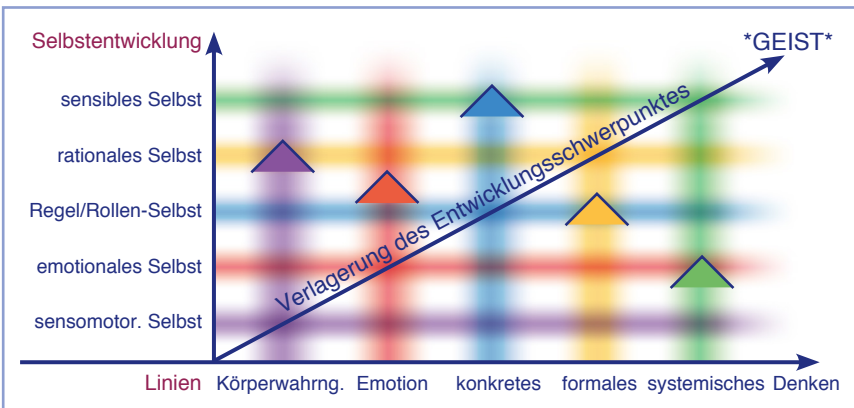 Selbstentwicklung
*GEIST*
sensibles Selbst
rationales Selbst
Regel/Rollen-Selbst
emotionales Selbst
sensomotor. Selbst
Verlagerung des Entwicklungsschwerpunktes
Linien Körperwahrng. Emotion konkretes formales systemisches Denken